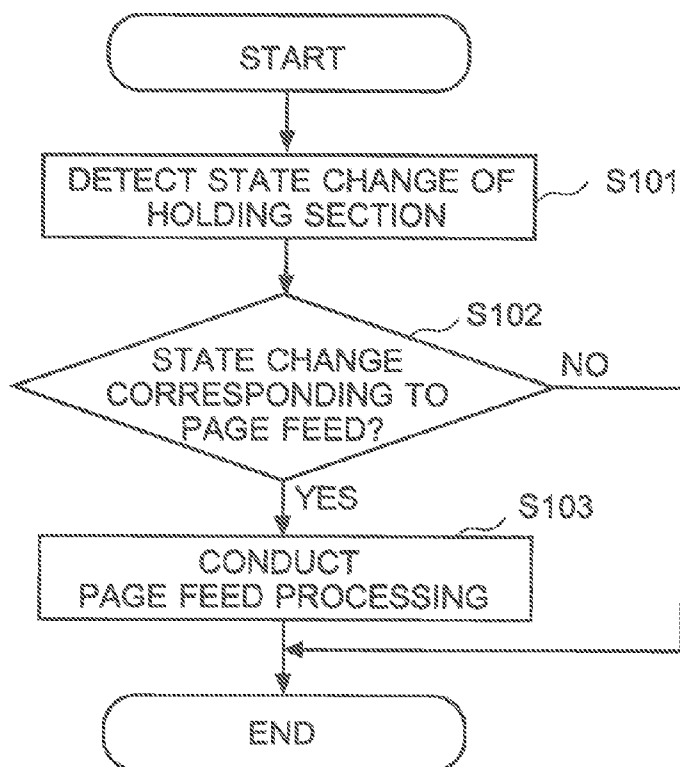 START
DETECT STATE CHANGE OF
HOLDING SECTION
S101
S102
STATE CHANGE
CORRESPONDING TO
PAGE FEED?
NO
YES
S103
CONDUCT
PAGE FEED PROCESSING
END